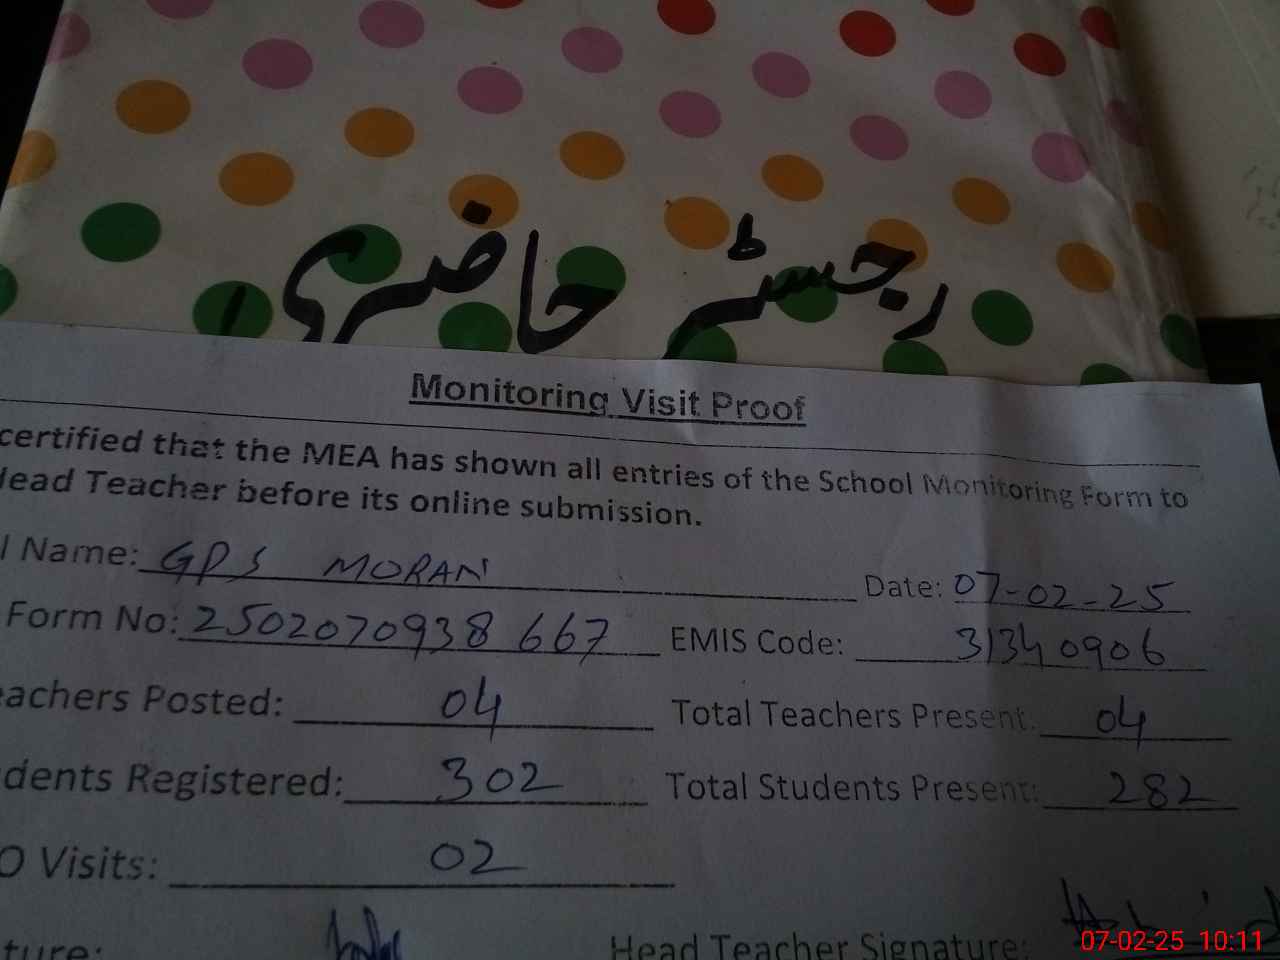 رجسٹر حاضری
Monitoring Visit Proof
certified that the MEA has shown all entries of the School Monitoring Form to
Head Teacher before its online submission.
l Name: GPS MORAN Date: 07-02-25
Form No: 2502070938 667 EMIS Code: 31340906
eachers Posted: 04 Total Teachers Present: 04
dents Registered: 302 Total Students Present: 282
O Visits: 02
ture: Head Teacher Signature:
07-02-25 10:11